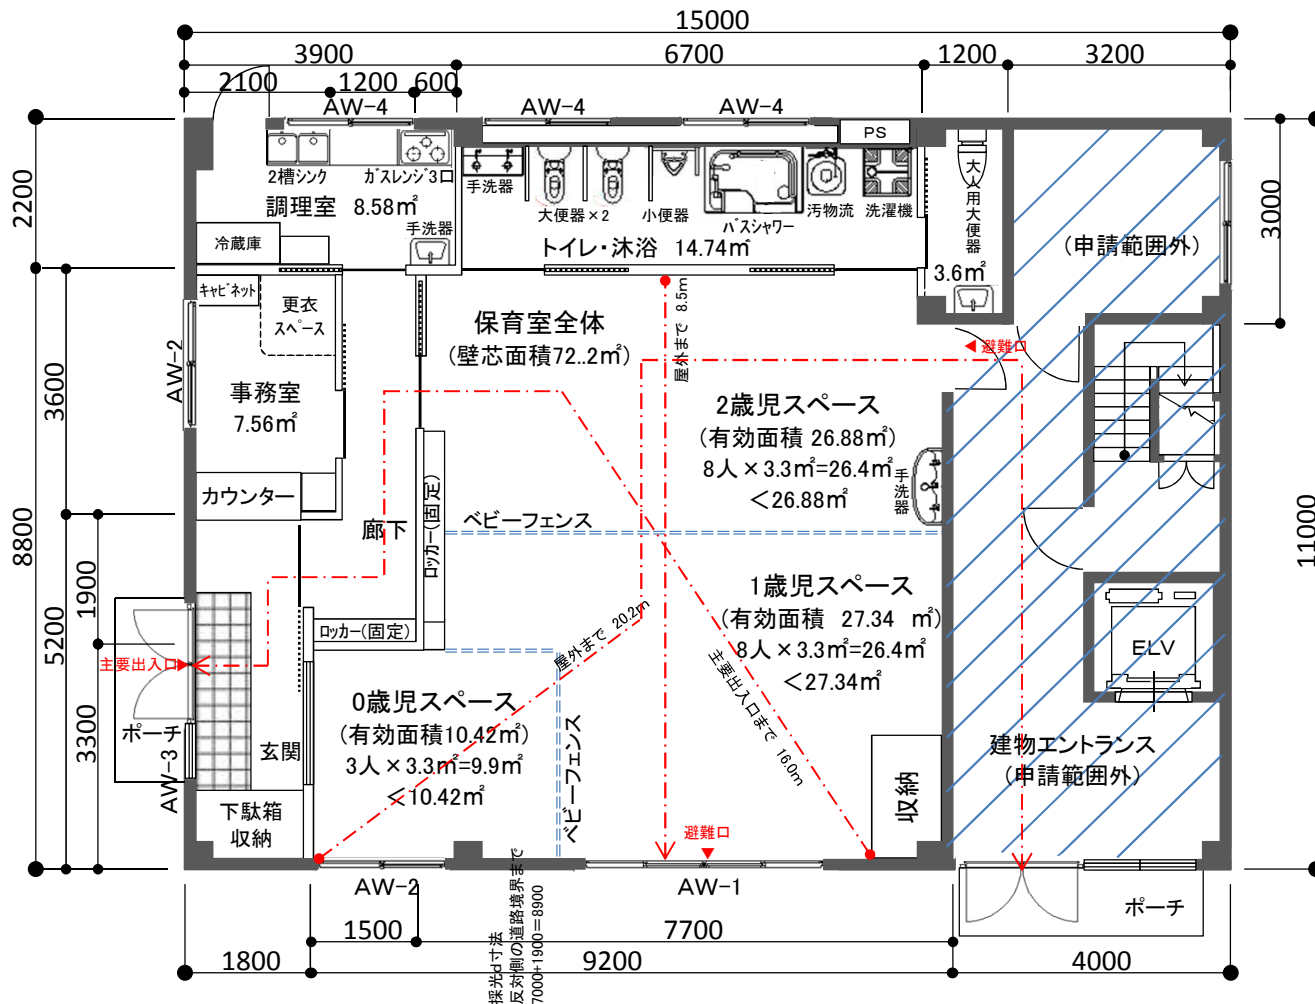 15000
3900
6700
1200
3200
2100
1200
600
AW-4
AW-4
AW-4
PS
2槽シンク
ガスレンジ3口
調理室 8.58㎡
手洗器
冷蔵庫
手洗器
大便器×2
小便器
バスシャワー
汚物流
洗濯機
トイレ・沐浴 14.74㎡
大人用大便器
3.6㎡
(申請範囲外)
2200
3000
キャビネット
更衣
スペース
保育室全体
(壁芯面積72..2㎡)
屋外まで 8.5m
避難口
AW-2
3600
事務室
7.56㎡
2歳児スペース
(有効面積 26.88㎡)
8人×3.3㎡=26.4㎡
<26.88㎡
手洗器
カウンター
廊下
ロッカー(固定)
ベビーフェンス
8800
11000
1900
5200
3300
1歳児スペース
(有効面積 27.34 ㎡)
8人×3.3㎡=26.4㎡
<27.34㎡
ロッカー(固定)
屋外まで 20.2m
主要出入口まで 16.0m
主要出入口
ELV
0歳児スペース
(有効面積10.42㎡)
3人×3.3㎡=9.9㎡
<10.42㎡
ポーチ
AW-3
玄関
下駄箱
収納
ベビーフェンス
収納
建物エントランス
(申請範囲外)
避難口
AW-2
AW-1
ポーチ
採光d寸法
反対側の道路境界まで
7000+1900=8900
1500
7700
1800
9200
4000